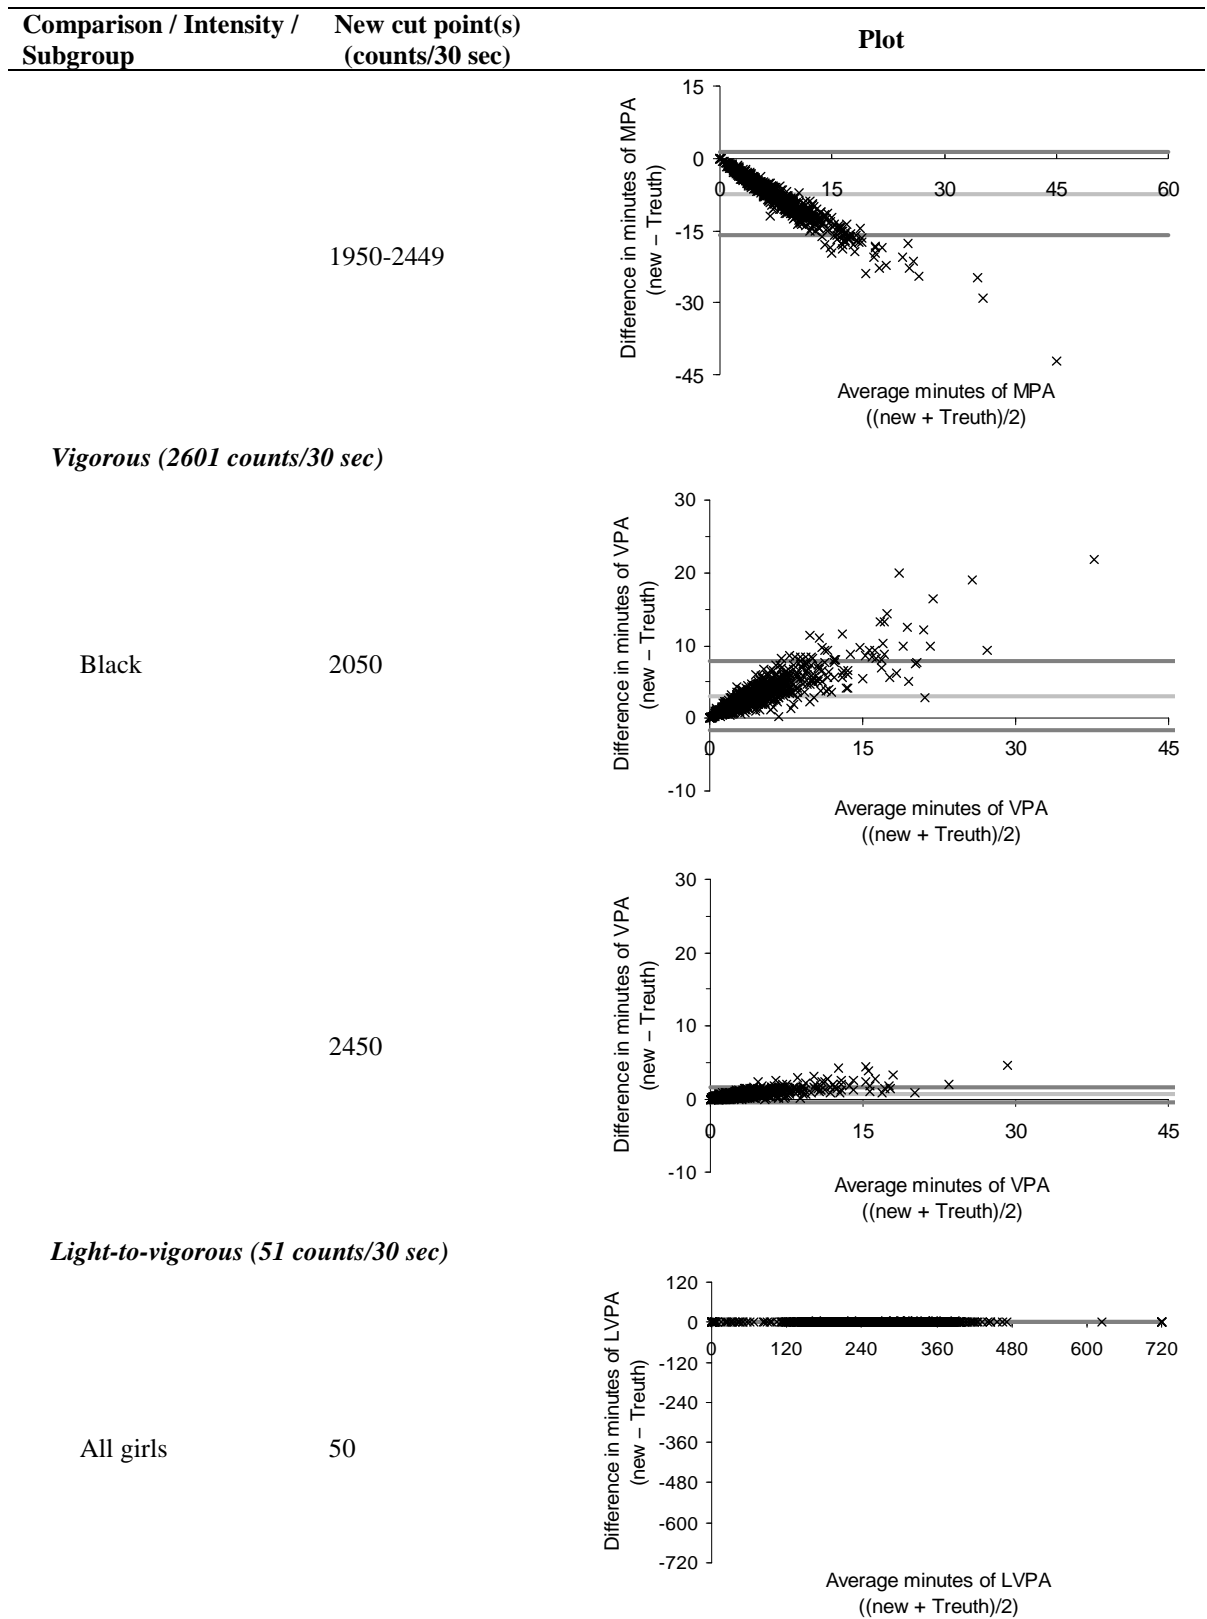 Comparison / Intensity / Subgroup
New cut point(s) (counts/30 sec)
Plot
1950-2449
Difference in minutes of MPA
(new – Treuth)
15
0
-15
-30
-45
0 15 30 45 60
Average minutes of MPA
((new + Treuth)/2)
Vigorous (2601 counts/30 sec)
Black
2050
Difference in minutes of VPA
(new – Treuth)
30
20
10
0
-10
0 15 30 45
Average minutes of VPA
((new + Treuth)/2)
2450
Difference in minutes of VPA
(new – Treuth)
30
20
10
0
-10
0 15 30 45
Average minutes of VPA
((new + Treuth)/2)
Light-to-vigorous (51 counts/30 sec)
All girls
50
Difference in minutes of LVPA
(new – Treuth)
120
0
-120
-240
-360
-480
-600
-720
0 120 240 360 480 600 720
Average minutes of LVPA
((new + Treuth)/2)